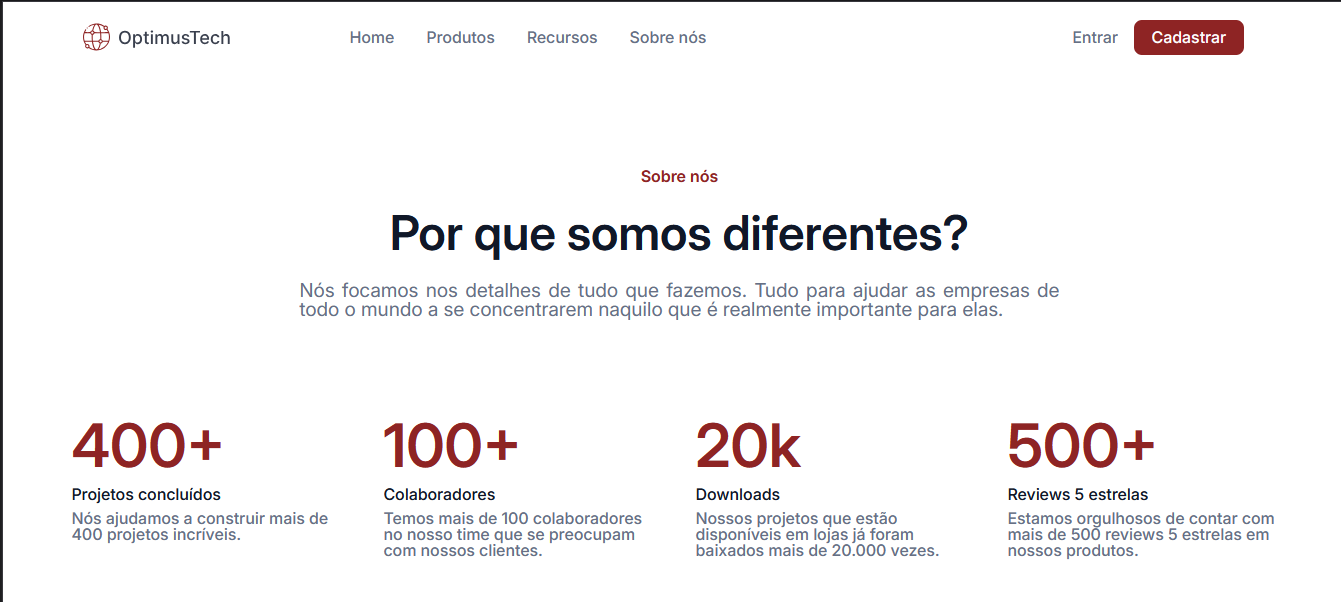 OptimusTech
Home
Produtos
Recursos
Sobre nós
Entrar
Cadastrar
Sobre nós
Por que somos diferentes?
Nós focamos nos detalhes de tudo que fazemos. Tudo para ajudar as empresas de
todo o mundo a se concentrarem naquilo que é realmente importante para elas.
400+
Projetos concluídos
Nós ajudamos a construir mais de
400 projetos incríveis.
100+
Colaboradores
Temos mais de 100 colaboradores
no nosso time que se preocupam
com nossos clientes.
20k
Downloads
Nossos projetos que estão
disponíveis em lojas já foram
baixados mais de 20.000 vezes.
500+
Reviews 5 estrelas
Estamos orgulhosos de contar com
mais de 500 reviews 5 estrelas em
nossos produtos.